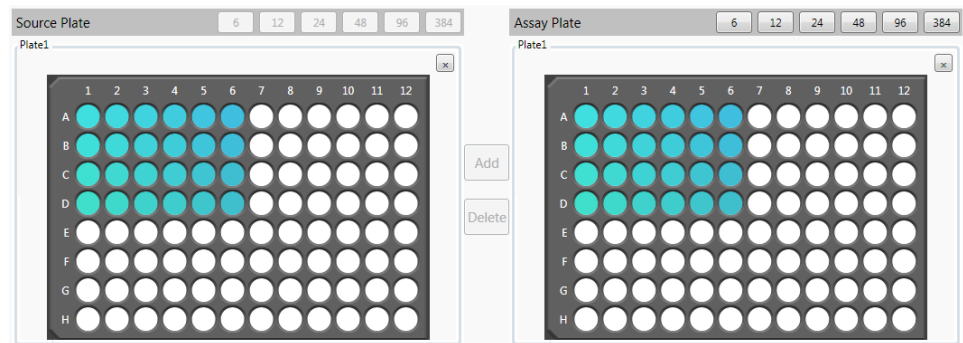 Source Plate 6 12 24 48 96 384
Plate1
x
1 2 3 4 5 6 7 8 9 10 11 12
A
B
C
D
E
F
G
H
Add
Delete
Assay Plate 6 12 24 48 96 384
Plate1
x
1 2 3 4 5 6 7 8 9 10 11 12
A
B
C
D
E
F
G
H